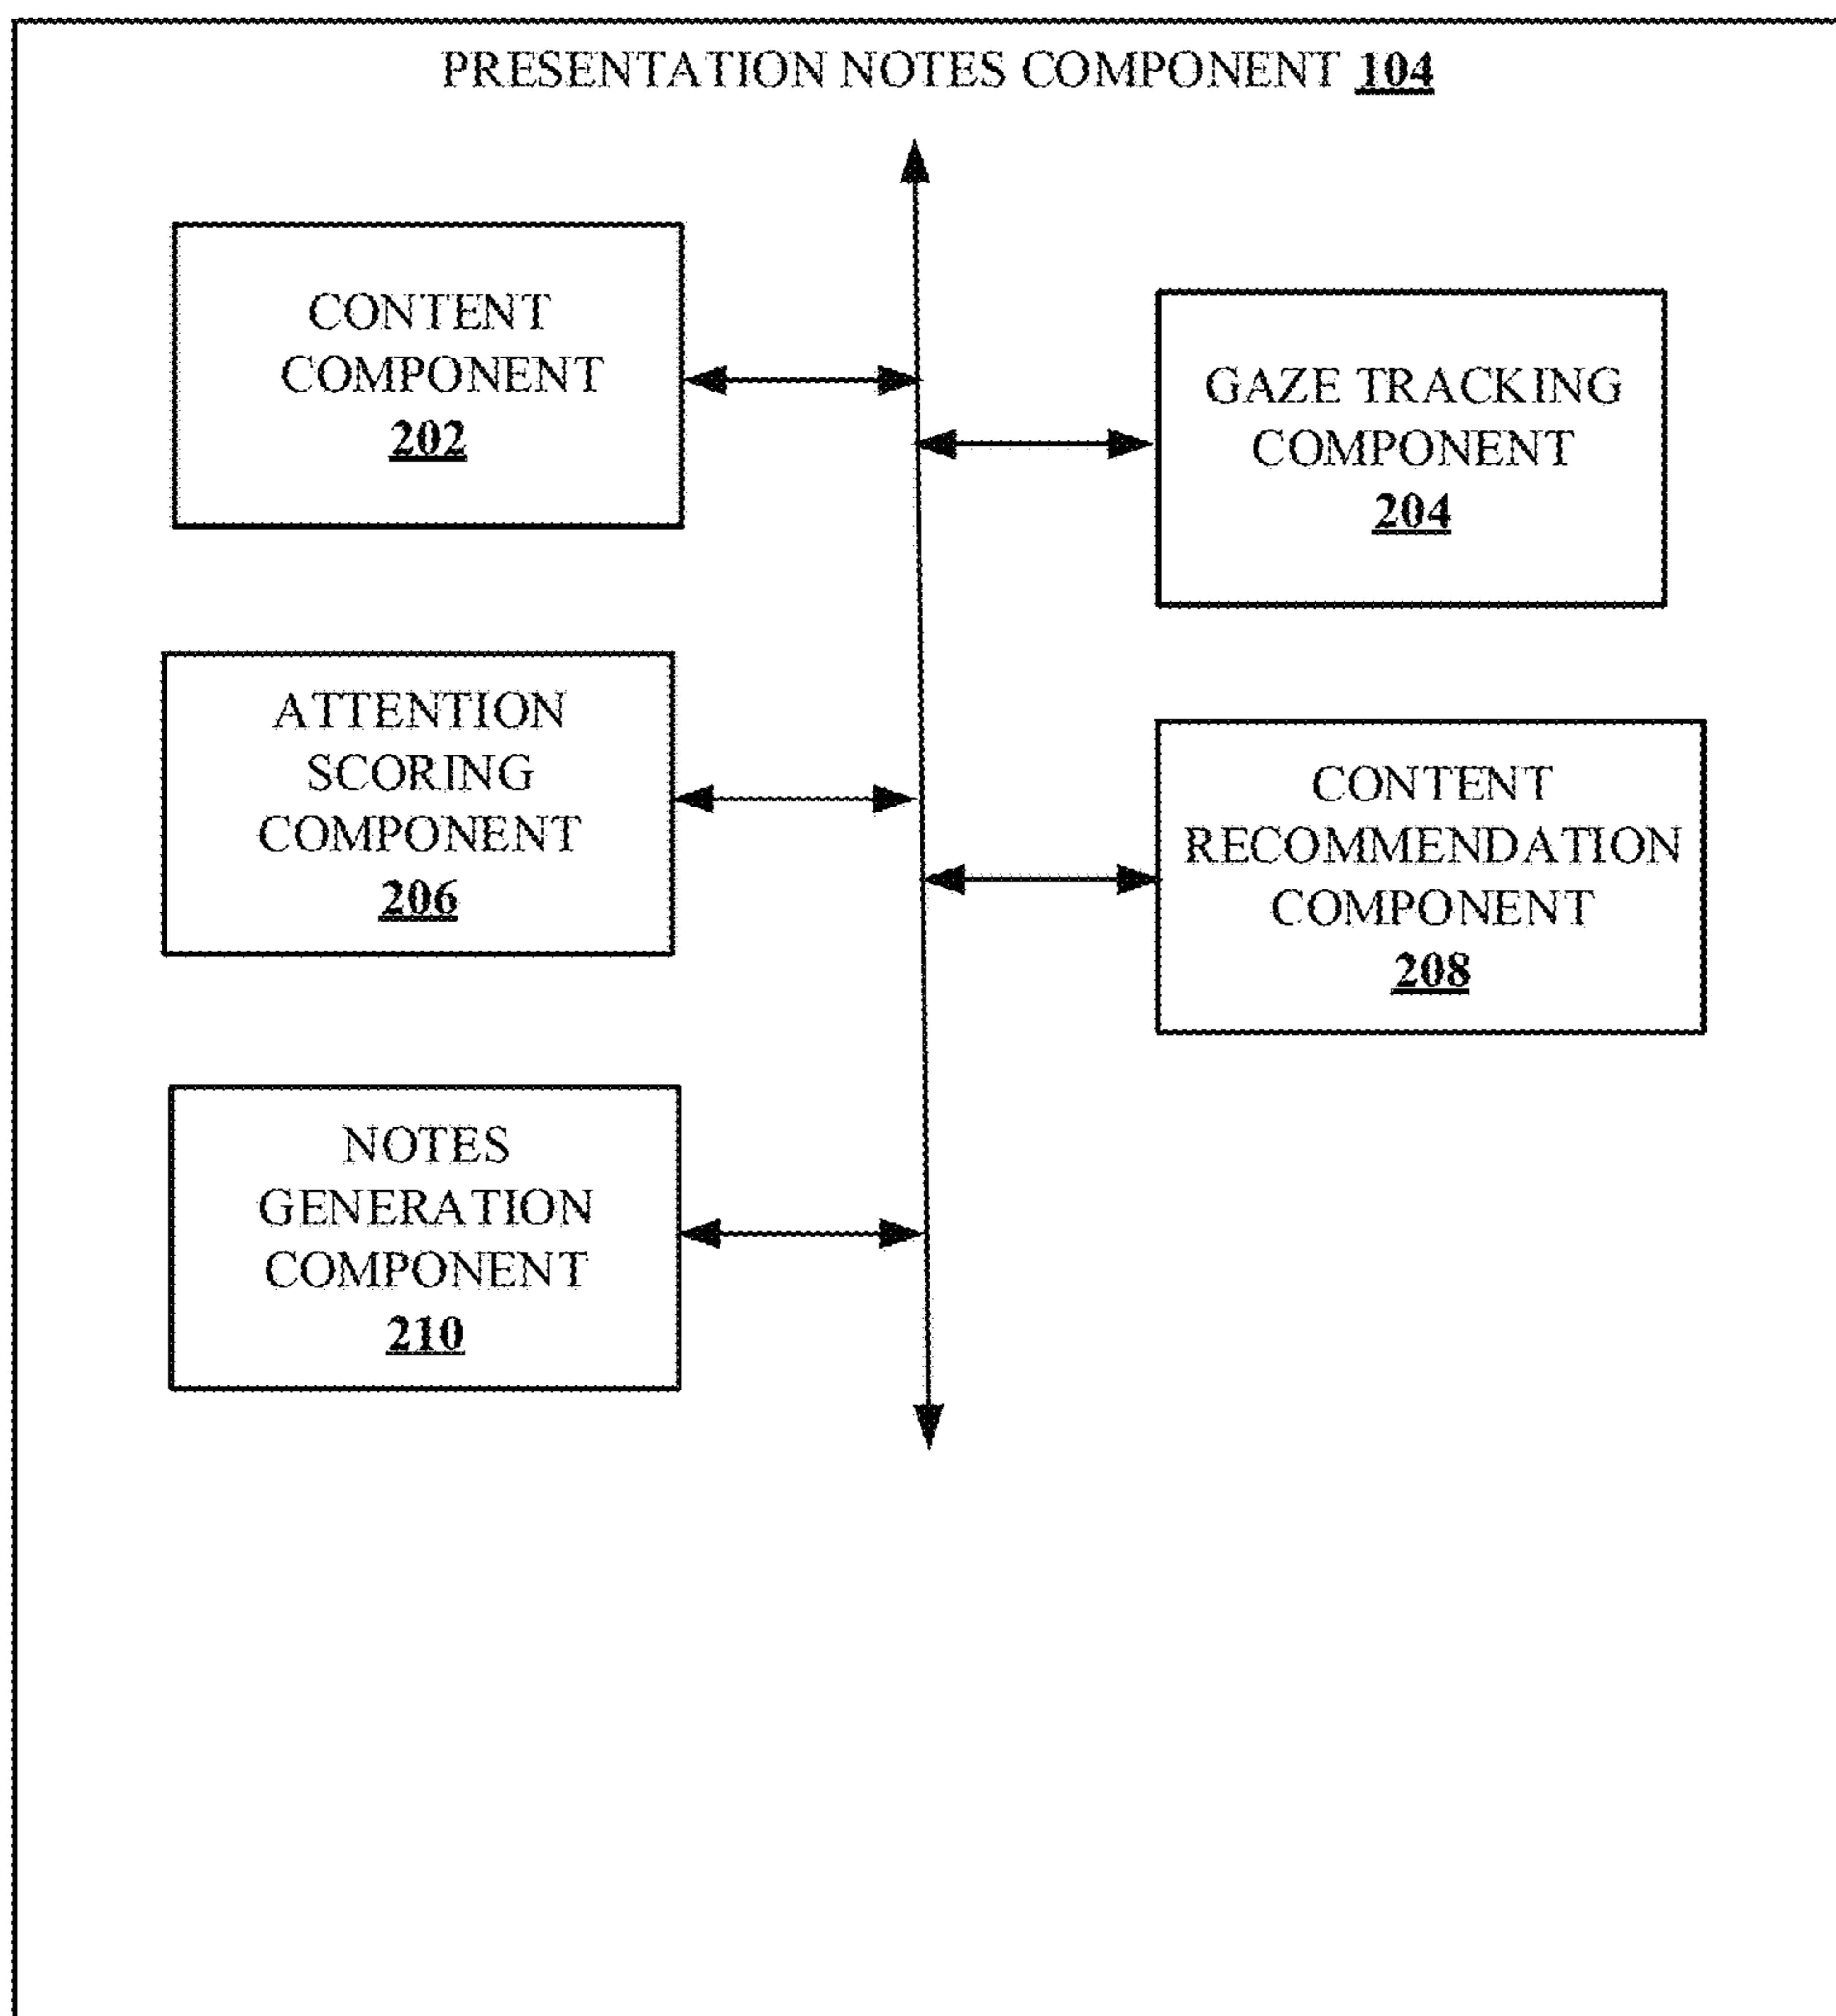 PRESENTATION NOTES COMPONENT 104
CONTENT
COMPONENT
202
GAZE TRACKING
COMPONENT
204
ATTENTION
SCORING
COMPONENT
206
CONTENT
RECOMMENDATION
COMPONENT
208
NOTES
GENERATION
COMPONENT
210